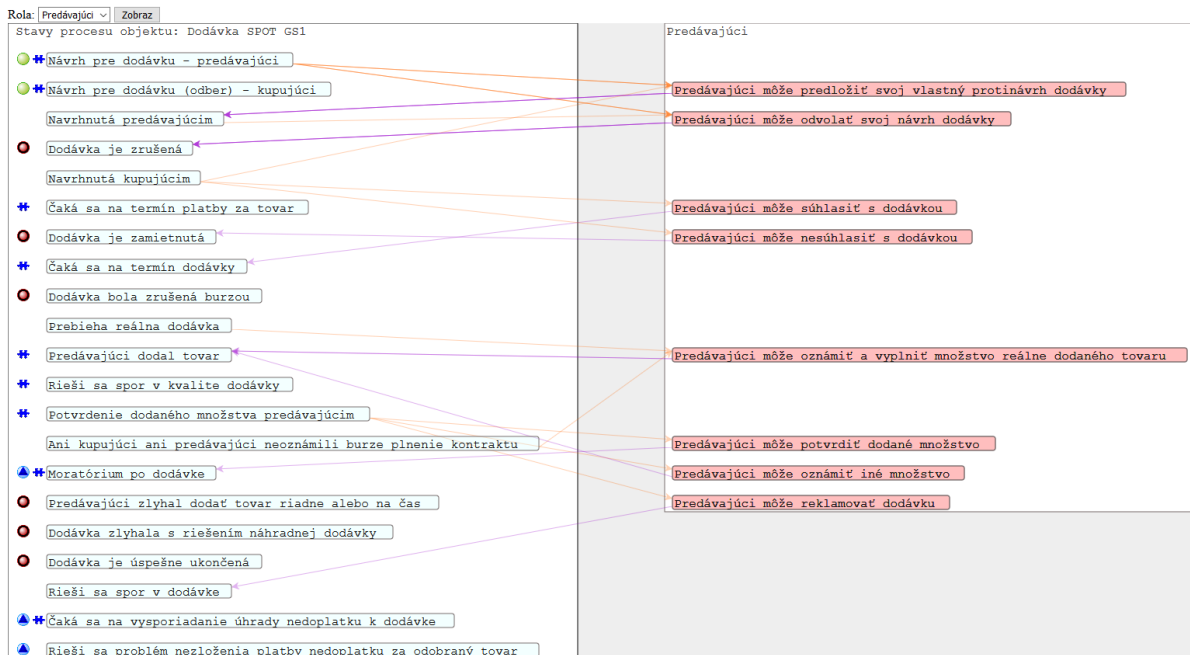 Rola: Predávajúci Zobraz
Stavy procesu objektu: Dodávka SPOT GS1
Predávajúci
Návrh pre dodávku - predávajúci
Návrh pre dodávku (odber) - kupujúci
Predávajúci môže predložiť svoj vlastný protinávrh dodávky
Navrhnutá predávajúcim
Predávajúci môže odvolať svoj návrh dodávky
Dodávka je zrušená
Navrhnutá kupujúcim
Čaká sa na termín platby za tovar
Predávajúci môže súhlasiť s dodávkou
Dodávka je zamietnutá
Predávajúci môže nesúhlasiť s dodávkou
Čaká sa na termín dodávky
Dodávka bola zrušená burzou
Prebieha reálna dodávka
Predávajúci dodal tovar
Predávajúci môže oznámiť a vyplniť množstvo reálne dodaného tovaru
Rieši sa spor v kvalite dodávky
Potvrdenie dodaného množstva predávajúcim
Ani kupujúci ani predávajúci neoznámili burze plnenie kontraktu
Predávajúci môže potvrdiť dodané množstvo
Moratórium po dodávke
Predávajúci môže oznámiť iné množstvo
Predávajúci zlyhal dodať tovar riadne alebo na čas
Predávajúci môže reklamovať dodávku
Dodávka zlyhala s riešením náhradnej dodávky
Dodávka je úspešne ukončená
Rieši sa spor v dodávke
Čaká sa na vysporiadanie úhrady nedoplatku k dodávke
Rieši sa problém nezloženia platby nedoplatku za odobraný tovar